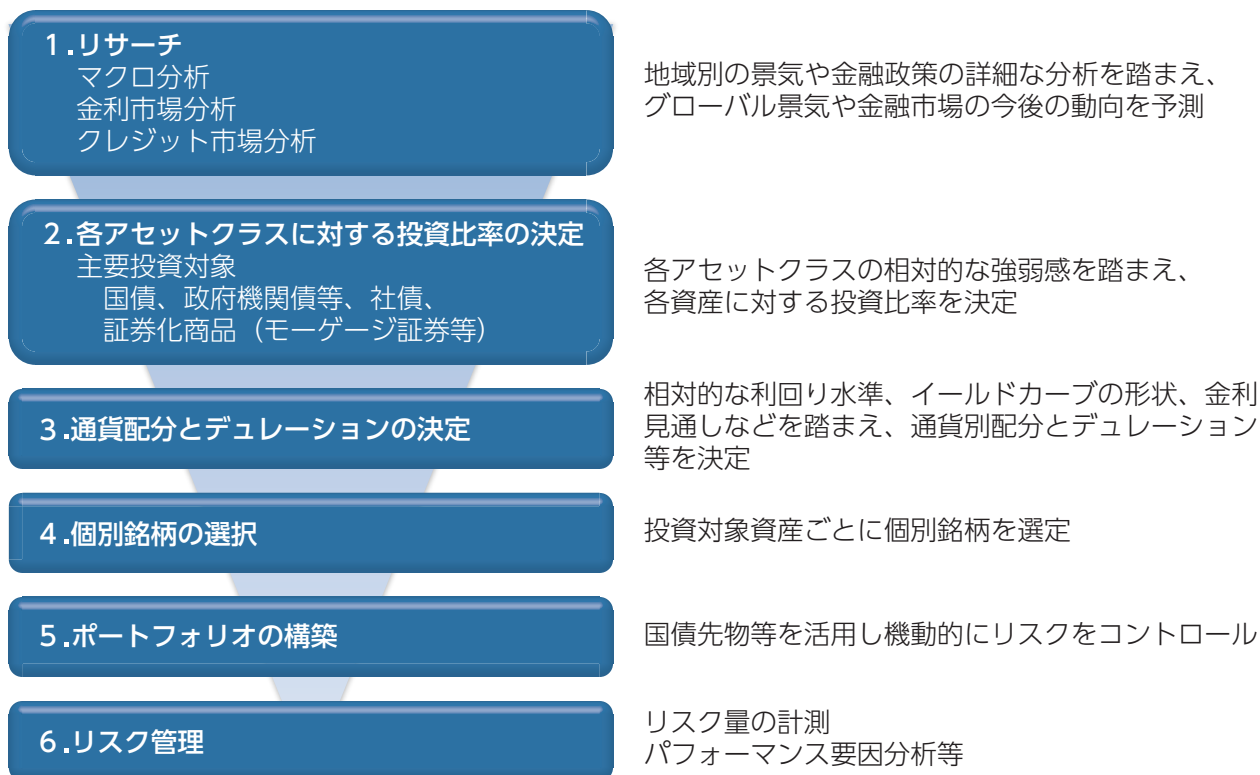 １.リサーチ
マクロ分析
金利市場分析
クレジット市場分析
地域別の景気や金融政策の詳細な分析を踏まえ、
グローバル景気や金融市場の今後の動向を予測
２.各アセットクラスに対する投資比率の決定
主要投資対象
国債、政府機関債等、社債、
証券化商品（モーゲージ証券等）
各アセットクラスの相対的な強弱感を踏まえ、
各資産に対する投資比率を決定
３.通貨配分とデュレーションの決定
相対的な利回り水準、イールドカーブの形状、金利
見通しなどを踏まえ、通貨別配分とデュレーション
等を決定
４.個別銘柄の選択
投資対象資産ごとに個別銘柄を選定
５.ポートフォリオの構築
国債先物等を活用し機動的にリスクをコントロール
６.リスク管理
リスク量の計測
パフォーマンス要因分析等